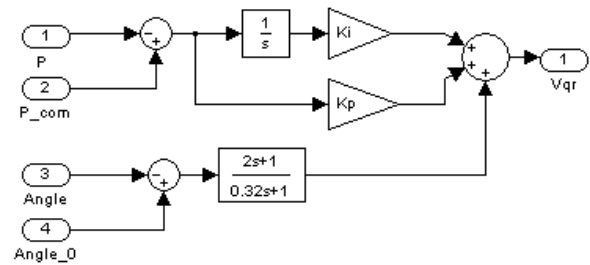 1
P
2
P_com
−
+
1
s
Ki
Kp
+
+
+
1
Vqr
3
Angle
4
Angle_0
−
+
2s+1
0.32s+1